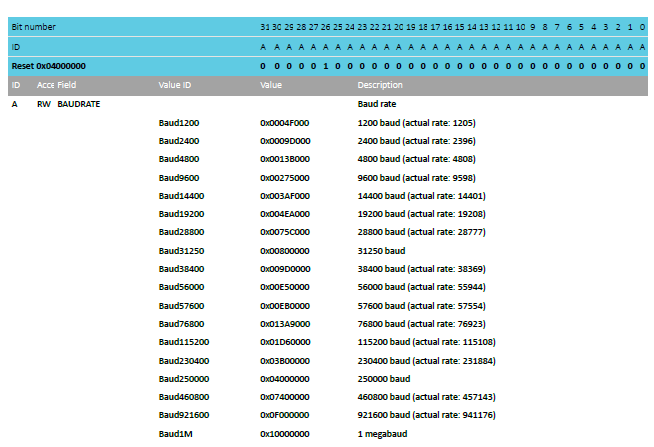 Bit number 31 30 29 28 27 26 25 24 23 22 21 20 19 18 17 16 15 14 13 12 11 10 9 8 7 6 5 4 3 2 1 0
ID A A A A A A A A A A A A A A A A A A A A A A A A A A A A A A A A
Reset 0x04000000 0 0 0 0 0 1 0 0 0 0 0 0 0 0 0 0 0 0 0 0 0 0 0 0 0 0 0 0 0 0 0 0
ID Acce Field Value ID Value Description
A RW BAUDRATE Baud rate
Baud1200 0x0004F000 1200 baud (actual rate: 1205)
Baud2400 0x0009D000 2400 baud (actual rate: 2396)
Baud4800 0x0013B000 4800 baud (actual rate: 4808)
Baud9600 0x00275000 9600 baud (actual rate: 9598)
Baud14400 0x003AF000 14400 baud (actual rate: 14401)
Baud19200 0x004EA000 19200 baud (actual rate: 19208)
Baud28800 0x0075C000 28800 baud (actual rate: 28777)
Baud31250 0x00800000 31250 baud
Baud38400 0x009D0000 38400 baud (actual rate: 38369)
Baud56000 0x00E50000 56000 baud (actual rate: 55944)
Baud57600 0x00EB0000 57600 baud (actual rate: 57554)
Baud76800 0x013A9000 76800 baud (actual rate: 76923)
Baud115200 0x01D60000 115200 baud (actual rate: 115108)
Baud230400 0x03B00000 230400 baud (actual rate: 231884)
Baud250000 0x04000000 250000 baud
Baud460800 0x07400000 460800 baud (actual rate: 457143)
Baud921600 0x0F000000 921600 baud (actual rate: 941176)
Baud1M 0x10000000 1 megabaud